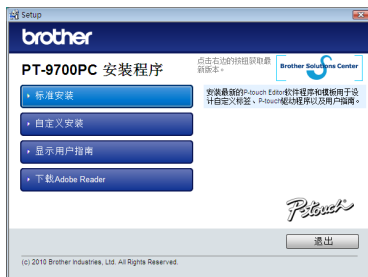 Setup
brother
PT-9700PC 安装程序
点击右边的按钮获取最
新版本。
Brother Solutions Center
标准安装
安装最新的P-touch Editor软件程序和模板用于设
计自定义标签、P-touch驱动程序以及用户指南。
自定义安装
显示用户指南
下载Adobe Reader
P-touch
退出
(c) 2010 Brother Industries, Ltd. All Rights Reserved.